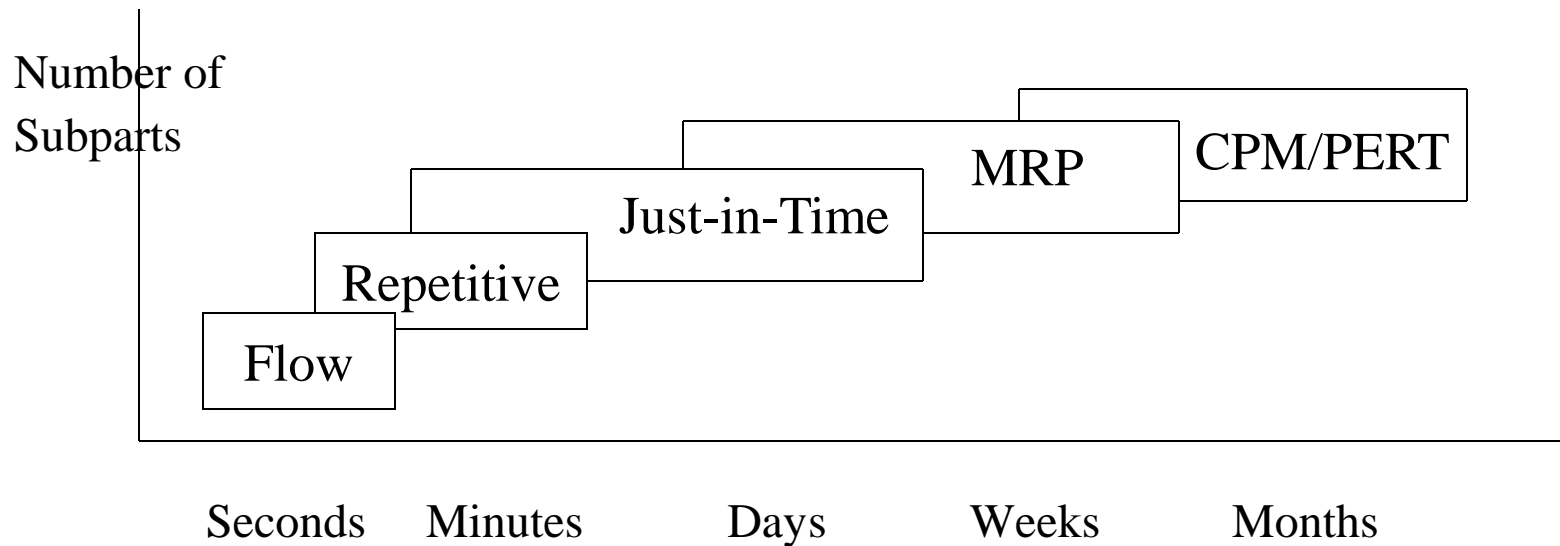 Number of
Subparts
CPM/PERT
MRP
Just-in-Time
Repetitive
Flow
Seconds Minutes Days Weeks Months